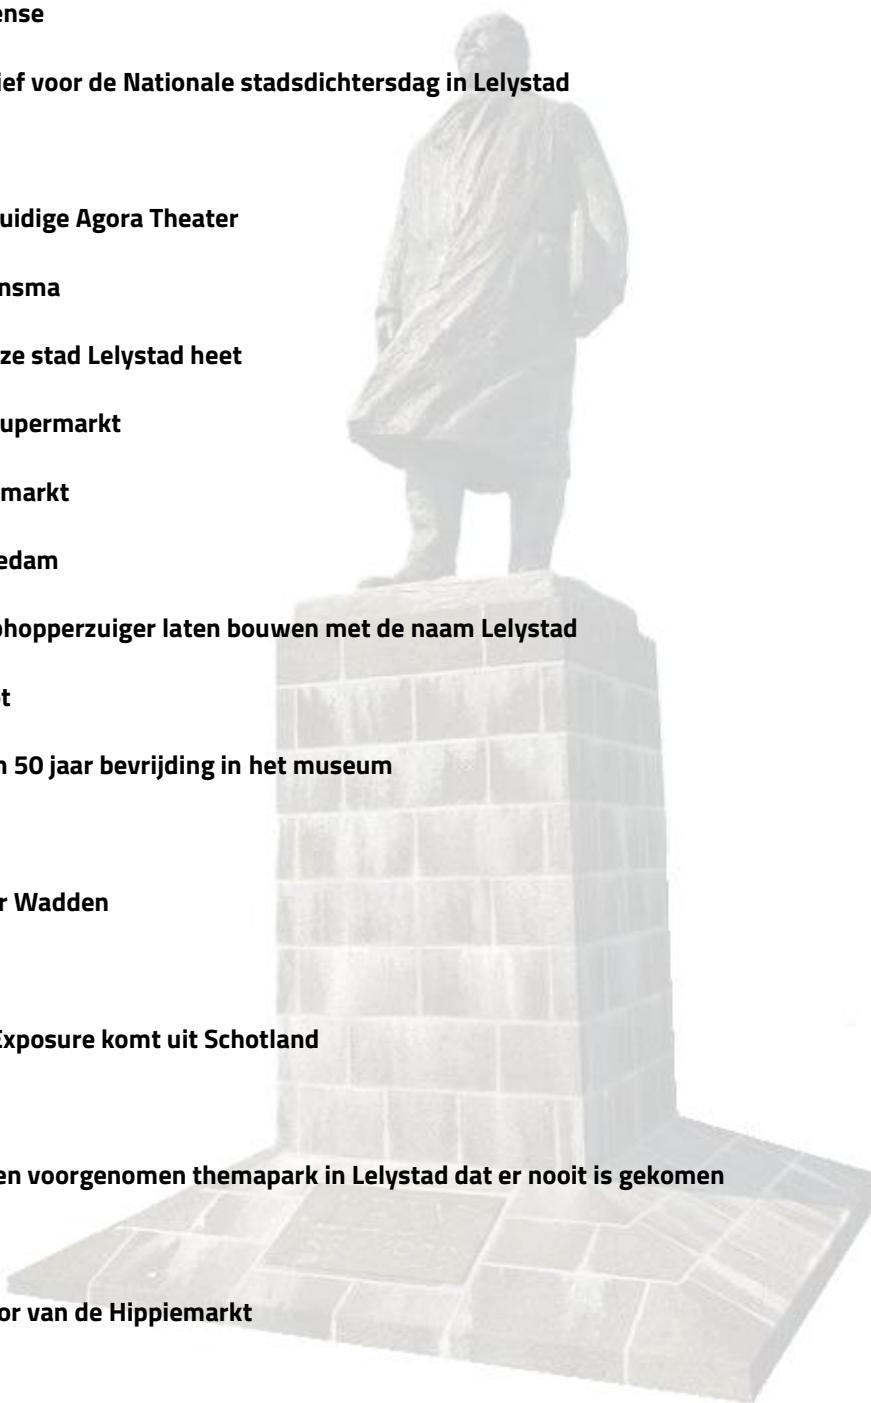 ense
ief voor de Nationale stadsdichtersdag in Lelystad
uidige Agora Theater
nsma
ze stad Lelystad heet
upermarkt
markt
edam
phopperzuiger laten bouwen met de naam Lelystad
t
n 50 jaar bevrijding in het museum
r Wadden
Exposure komt uit Schotland
en voorgenomen themapark in Lelystad dat er nooit is gekomen
or van de Hippiemarkt